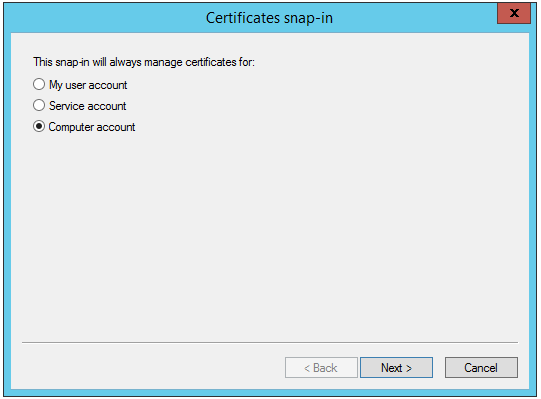 Certificates snap-in
x
This snap-in will always manage certificates for:
My user account
Service account
Computer account
< Back
Next >
Cancel